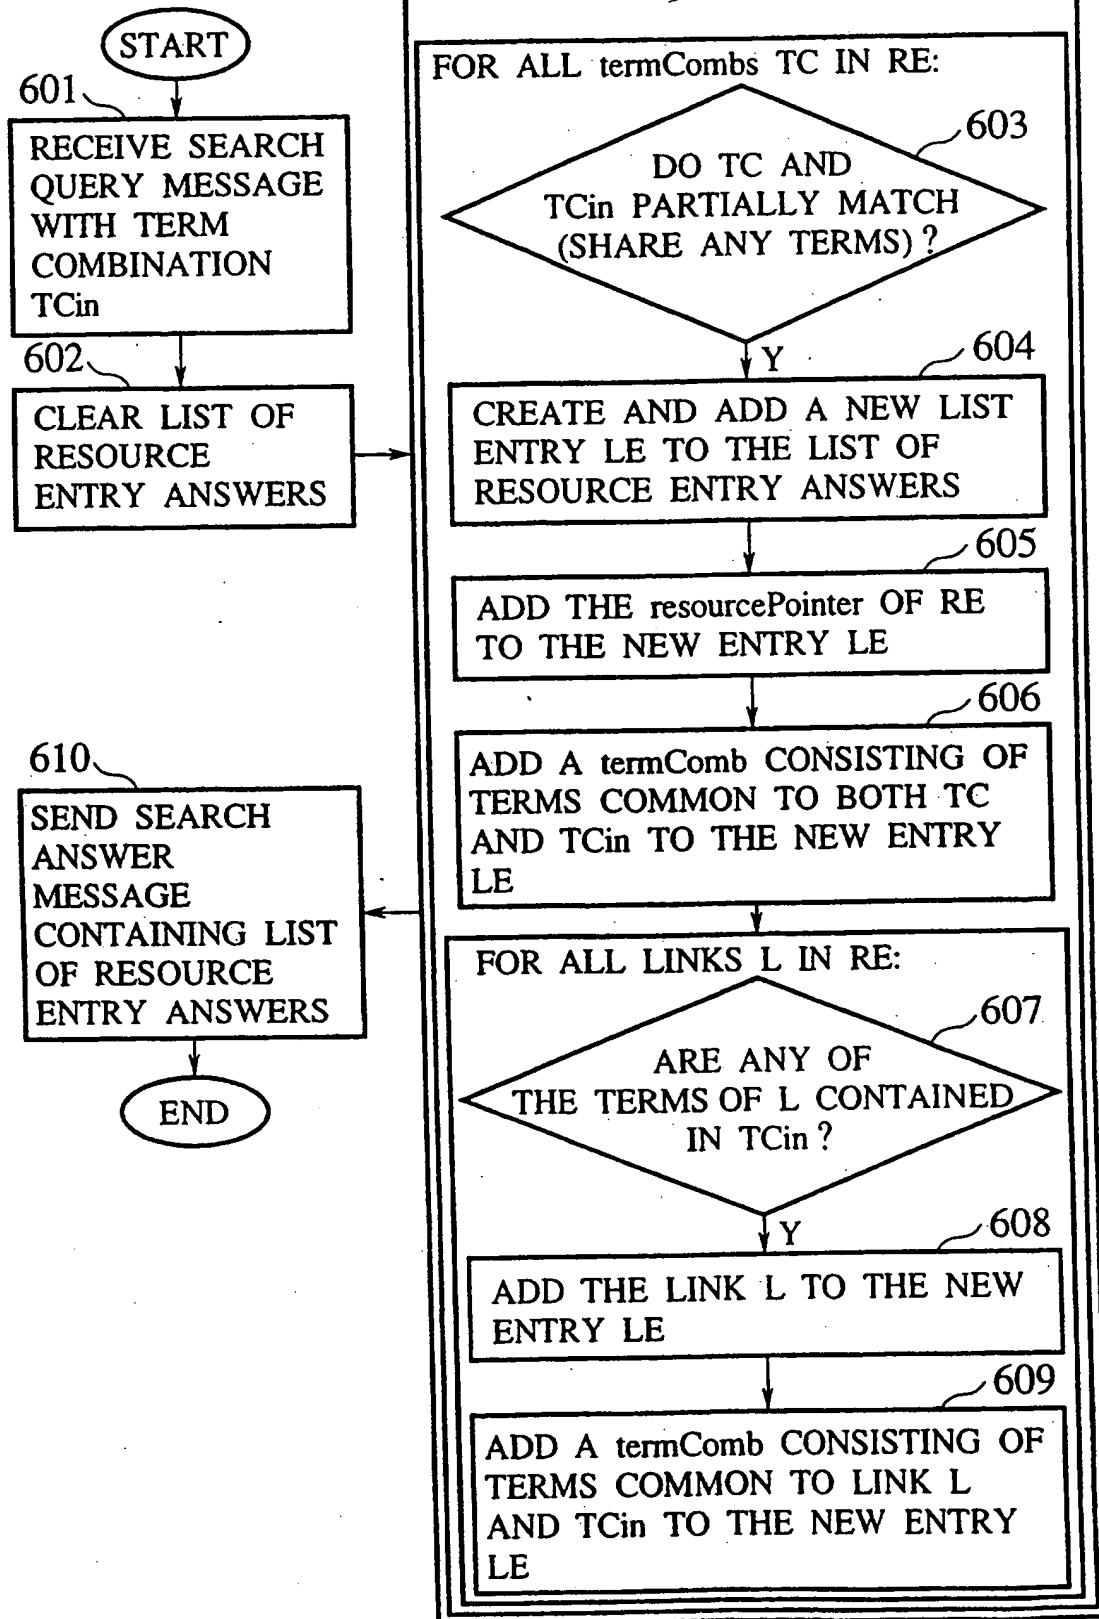 START
601
RECEIVE SEARCH
QUERY MESSAGE
WITH TERM
COMBINATION
TCin
602
CLEAR LIST OF
RESOURCE
ENTRY ANSWERS
FOR ALL termCombs TC IN RE:
603
DO TC AND
TCin PARTIALLY MATCH
(SHARE ANY TERMS) ?
Y
604
CREATE AND ADD A NEW LIST
ENTRY LE TO THE LIST OF
RESOURCE ENTRY ANSWERS
605
ADD THE resourcePointer OF RE
TO THE NEW ENTRY LE
606
ADD A termComb CONSISTING OF
TERMS COMMON TO BOTH TC
AND TCin TO THE NEW ENTRY
LE
FOR ALL LINKS L IN RE:
607
ARE ANY OF
THE TERMS OF L CONTAINED
IN TCin ?
Y
608
ADD THE LINK L TO THE NEW
ENTRY LE
609
ADD A termComb CONSISTING OF
TERMS COMMON TO LINK L
AND TCin TO THE NEW ENTRY
LE
610
SEND SEARCH
ANSWER
MESSAGE
CONTAINING LIST
OF RESOURCE
ENTRY ANSWERS
END